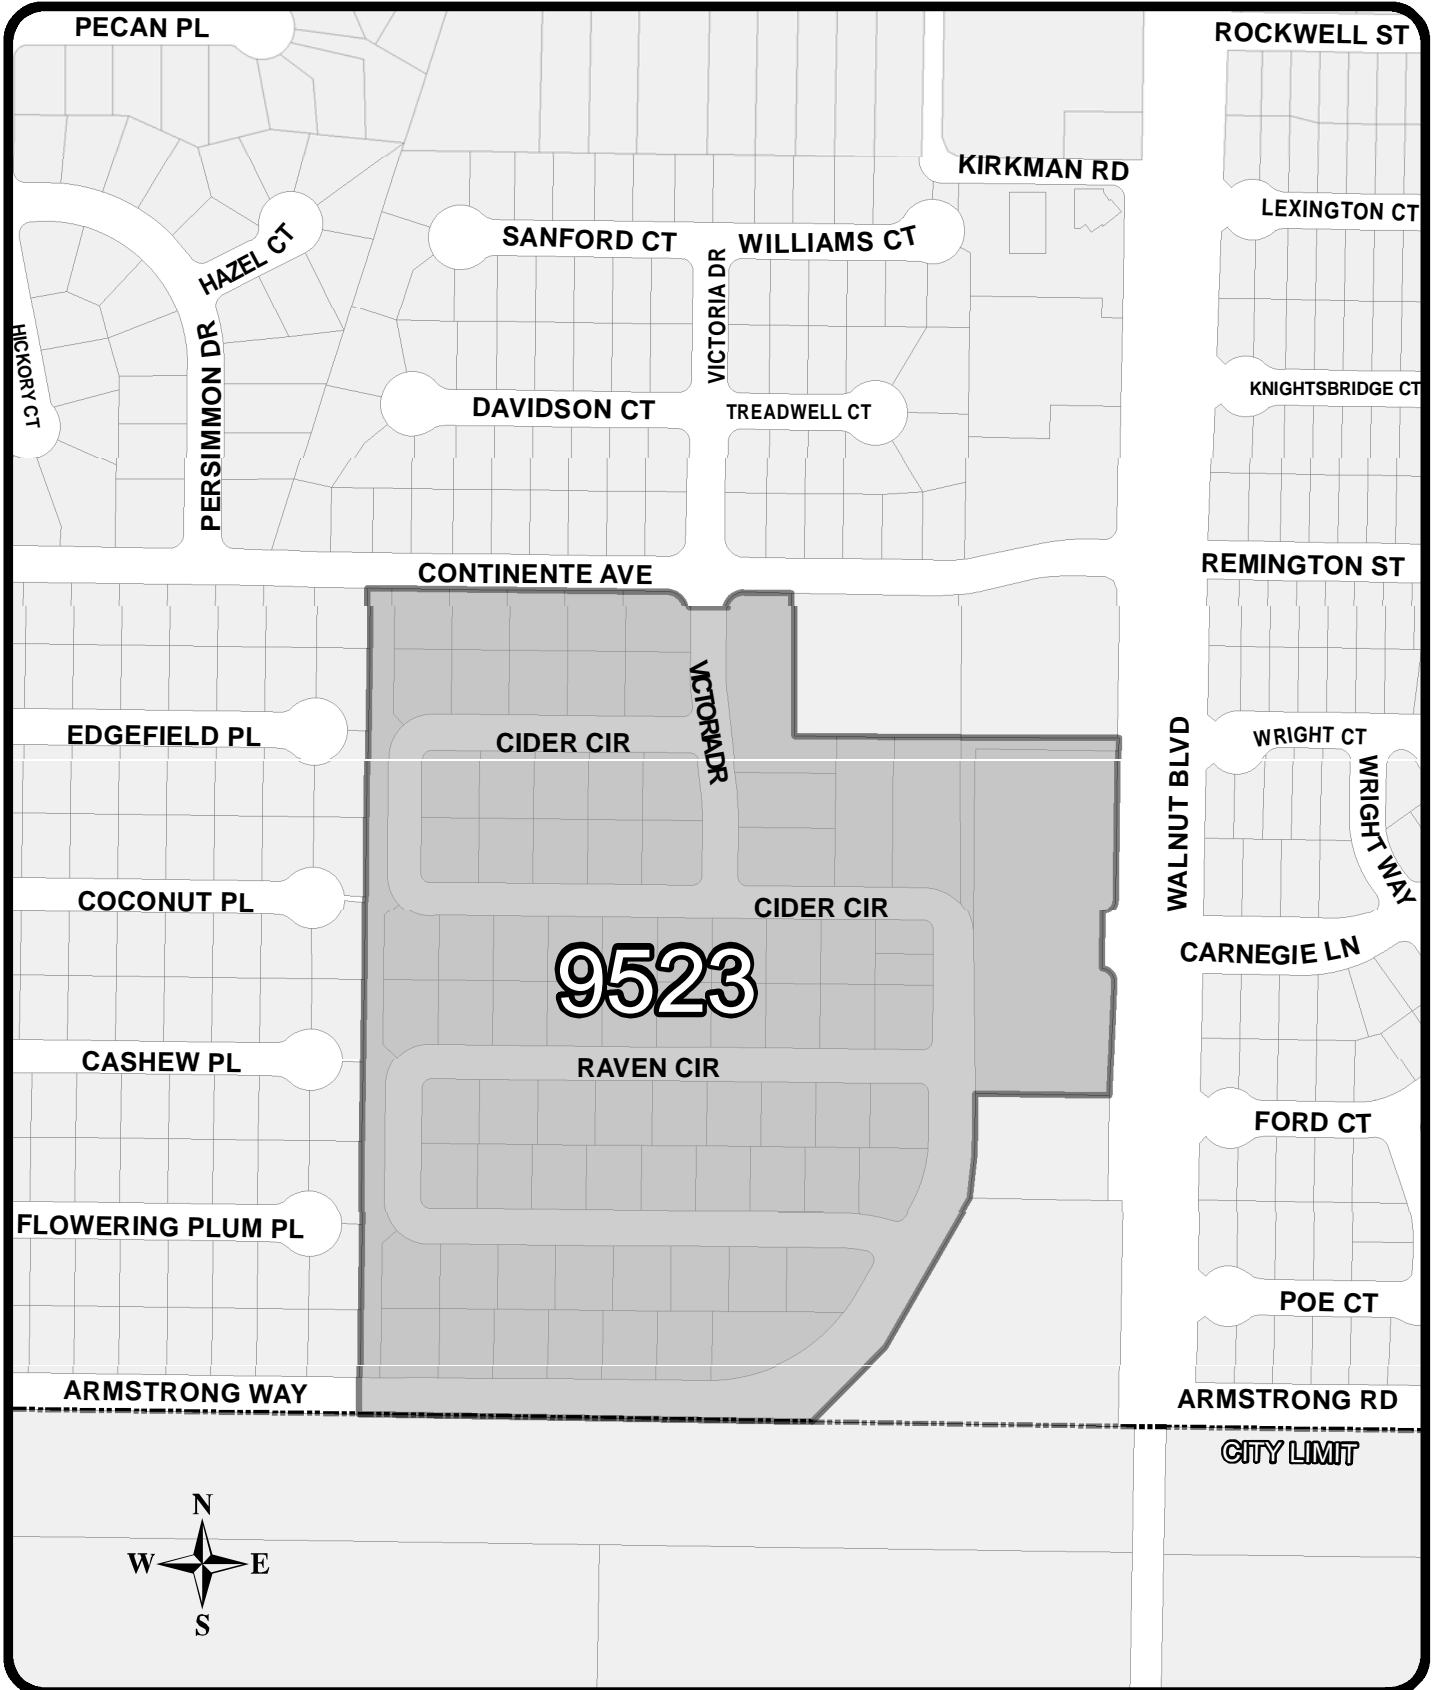 PECAN PL
ROCKWELL ST
KIRKMAN RD
LEXINGTON CT
SANFORD CT
WILLIAMS CT
HAZEL CT
VICTORIA DR
HICKORY CT
PERSIMMON DR
KNIGHTSBRIDGE CT
DAVIDSON CT
TREADWELL CT
REMINGTON ST
CONTINENTE AVE
VICTORIA DR
EDGEFIELD PL
CIDER CIR
WRIGHT CT
WALNUT BLVD
WRIGHT WAY
COCONUT PL
CIDER CIR
CARNEGIE LN
9523
CASHEW PL
RAVEN CIR
FORD CT
FLOWERING PLUM PL
POE CT
ARMSTRONG WAY
ARMSTRONG RD
CITY LIMIT
N
W E
S